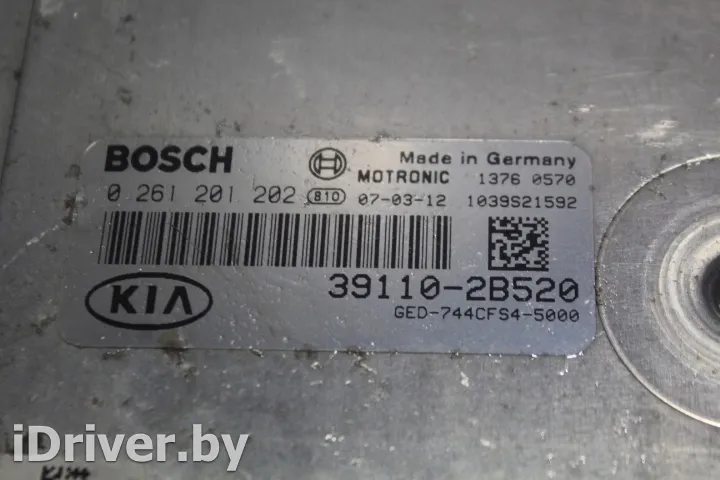 BOSCH
Made in Germany
MOTRONIC 1376 0570
0 261 201 202 810 07-03-12 1039S21592
KIA
39110-2B520
GED-744CFS4-5000
iDriver.by